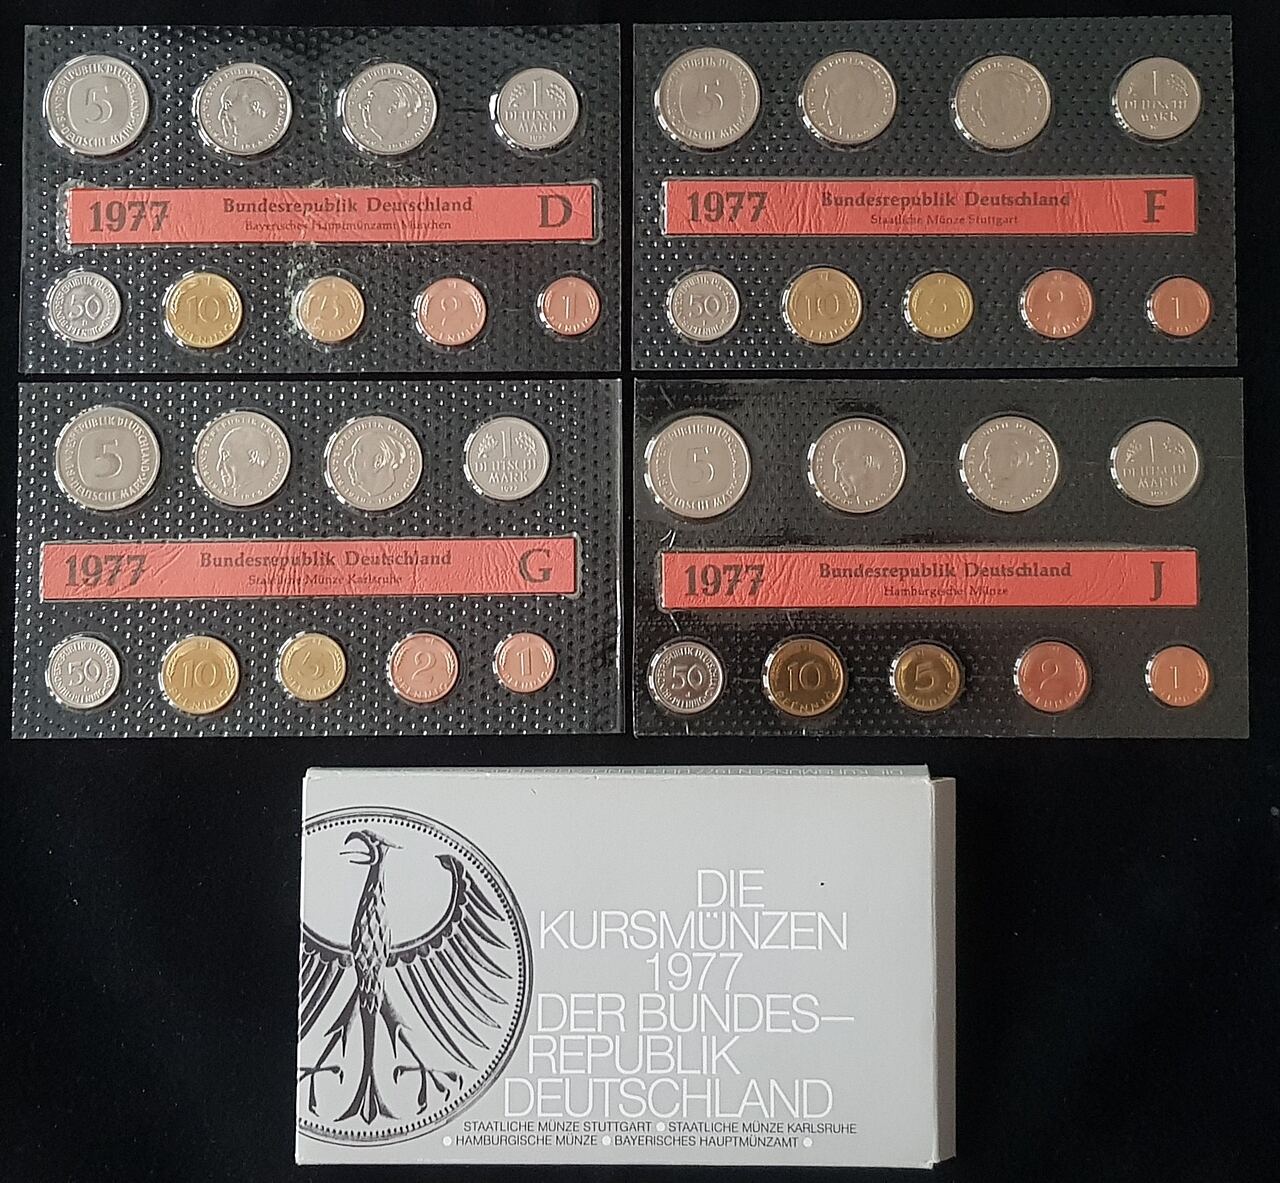 5
1
DEUTSCHE
MARK
1977 Bundesrepublik Deutschland D
Bayerisches Hauptmünzamt München
50
10
5
2
1
5
1
DEUTSCHE
MARK
1977 Bundesrepublik Deutschland F
Staatliche Münze Stuttgart
50
10
5
2
1
5
1
DEUTSCHE
MARK
1977 Bundesrepublik Deutschland G
Staatliche Münze Karlsruhe
50
10
5
2
PFENNIG
1
5
1
DEUTSCHE
MARK
1977 Bundesrepublik Deutschland J
Hamburgische Münze
50
10
PFENNIG
5
2
1
DIE
KURSMÜNZEN
1977
DER BUNDES–
REPUBLIK
DEUTSCHLAND
STAATLICHE MÜNZE STUTTGART ● STAATLICHE MÜNZE KARLSRUHE
● HAMBURGISCHE MÜNZE ● BAYERISCHES HAUPTMÜNZAMT ●